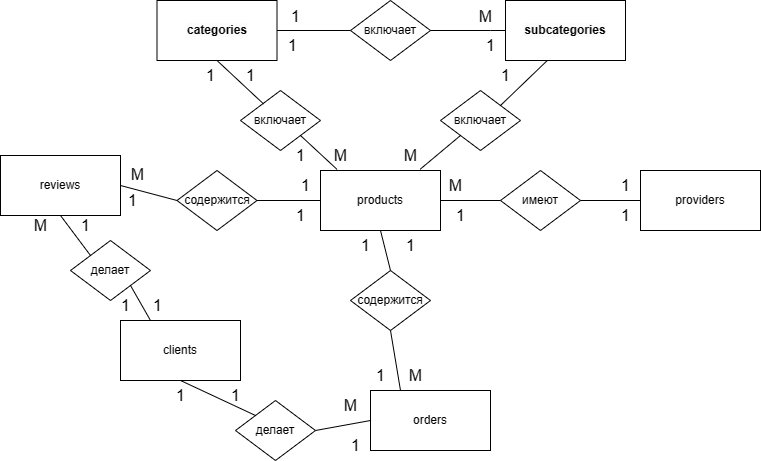 1 M
categories включает subcategories
1 1
1 1 1
включает включает
1 M M
M 1 M 1
reviews содержится products имеют providers
1 1 1 1
M 1 1 1
делает
1 1 содержится
clients
1 M
1 1 M
делает orders
1